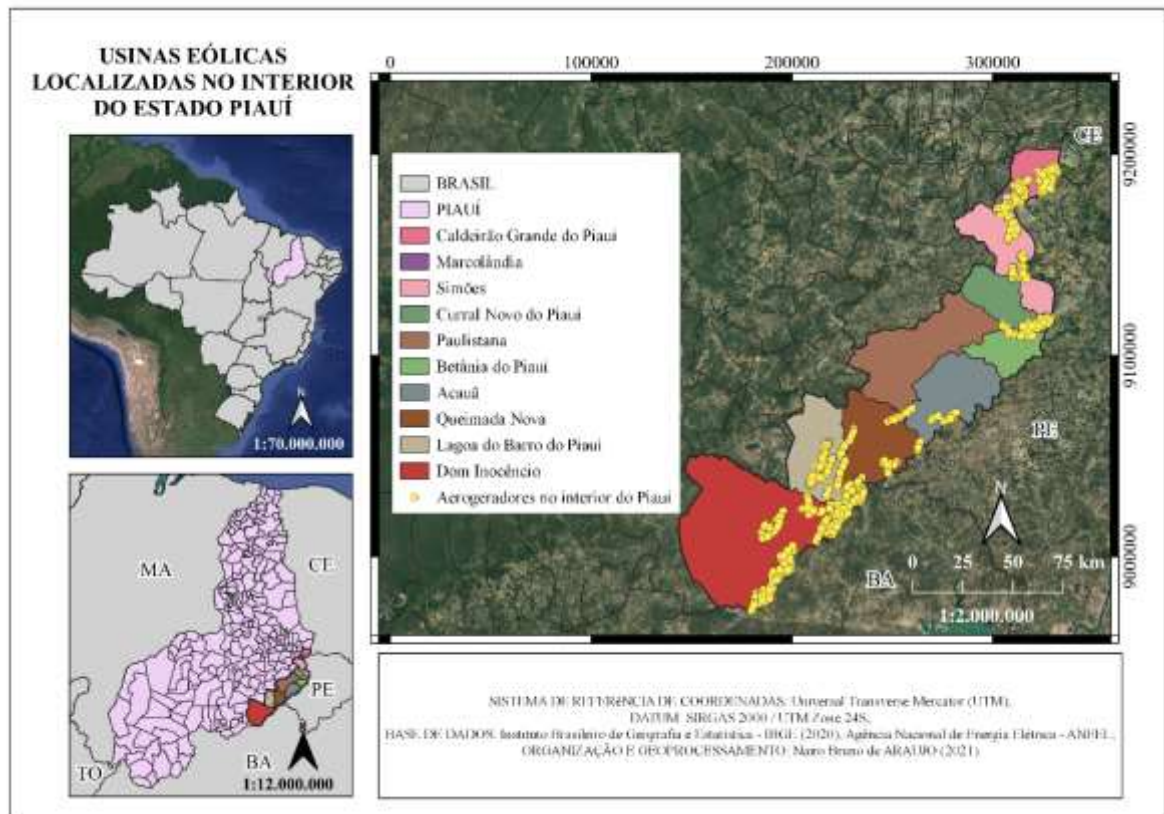 USINAS EÓLICAS
LOCALIZADAS NO INTERIOR
DO ESTADO PIAUÍ
N
1:70.000.000
MA
CE
PE
BA
TO
1:12.000.000
0 100000 200000 300000
9200000
9100000
9000000
BRASIL
PIAUÍ
Caldeirão Grande do Piauí
Marcolândia
Simões
Curral Novo do Piauí
Paulistana
Betânia do Piauí
Acauã
Queimada Nova
Lagoa do Barro do Piauí
Dom Inocêncio
Aerogeradores no interior do Piauí
CE
PE
BA
N
0 25 50 75 km
1:2.000.000
SISTEMA DE REFERÊNCIA DE COORDENADAS: Universal Transverse Mercator (UTM);
DATUM: SIRGAS 2000 / UTM Zone 24S;
BASE DE DADOS: Instituto Brasileiro de Geografia e Estatística - IBGE (2020), Agência Nacional de Energia Elétrica - ANEEL;
ORGANIZAÇÃO E GEOPROCESSAMENTO: Bruno de ARAUJO (2021)